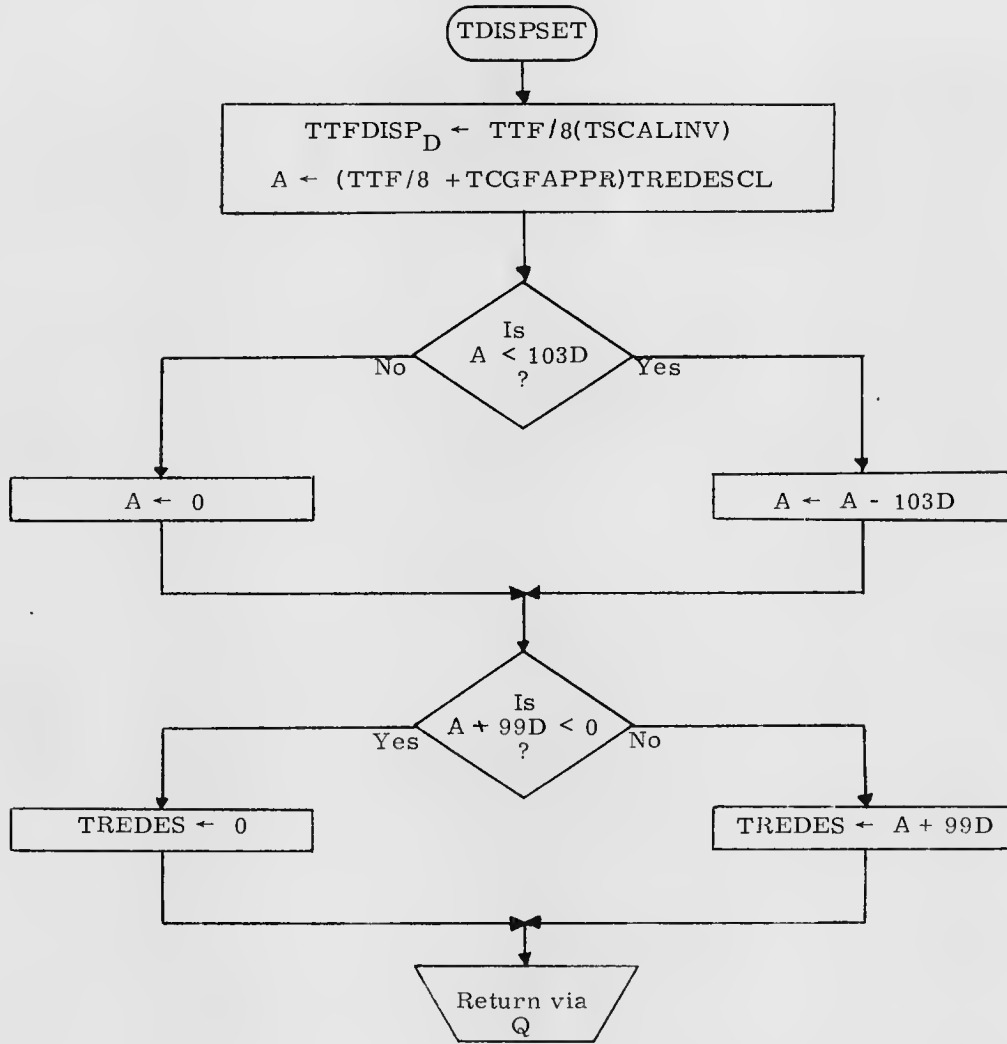 TDISPSET
TTFDISP_D ← TTF/8(TSCALINV)
A ← (TTF/8 +TCGFAPPR)TREDESCL
Is
A < 103D
?
No
Yes
A ← 0
A ← A - 103D
Is
A + 99D < 0
?
Yes
No
TREDES ← 0
TREDES ← A + 99D
Return via
Q